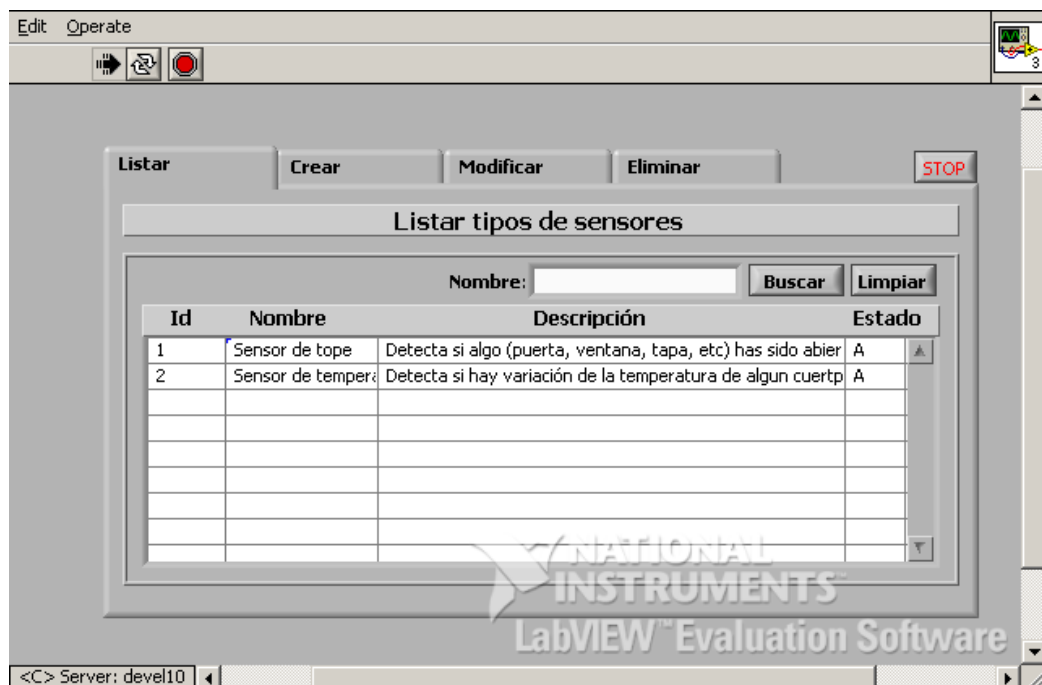 Edit Operate
3
Listar Crear Modificar Eliminar STOP
Listar tipos de sensores
Nombre: Buscar Limpiar
Id Nombre Descripción Estado
1 Sensor de tope Detecta si algo (puerta, ventana, tapa, etc) has sido abier A
2 Sensor de tempera Detecta si hay variación de la temperatura de algun cuertp A
NATIONAL
INSTRUMENTS™
LabVIEW™ Evaluation Software
<C> Server: devel10